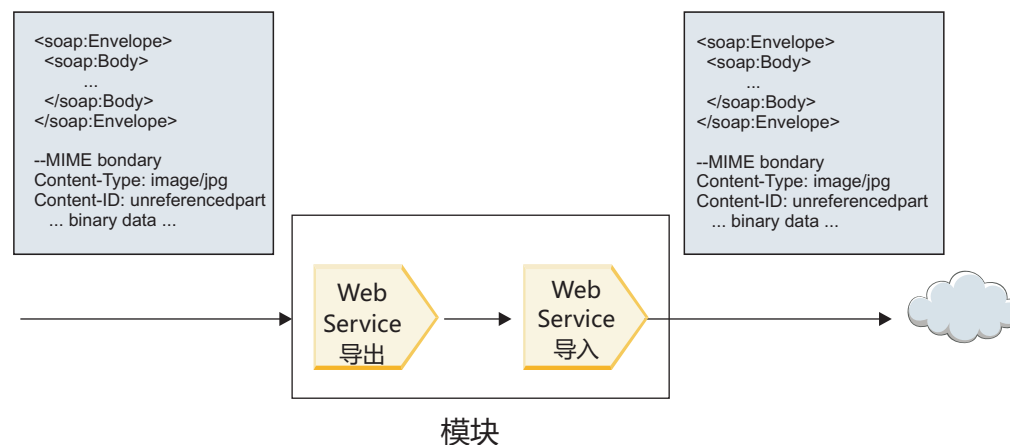 <soap:Envelope>
<soap:Body>
...
</soap:Body>
</soap:Envelope>
--MIME bondary
Content-Type: image/jpg
Content-ID: unreferencedpart
... binary data ...
<soap:Envelope>
<soap:Body>
...
</soap:Body>
</soap:Envelope>
--MIME bondary
Content-Type: image/jpg
Content-ID: unreferencedpart
... binary data ...
Web
Service
导出
Web
Service
导入
模块